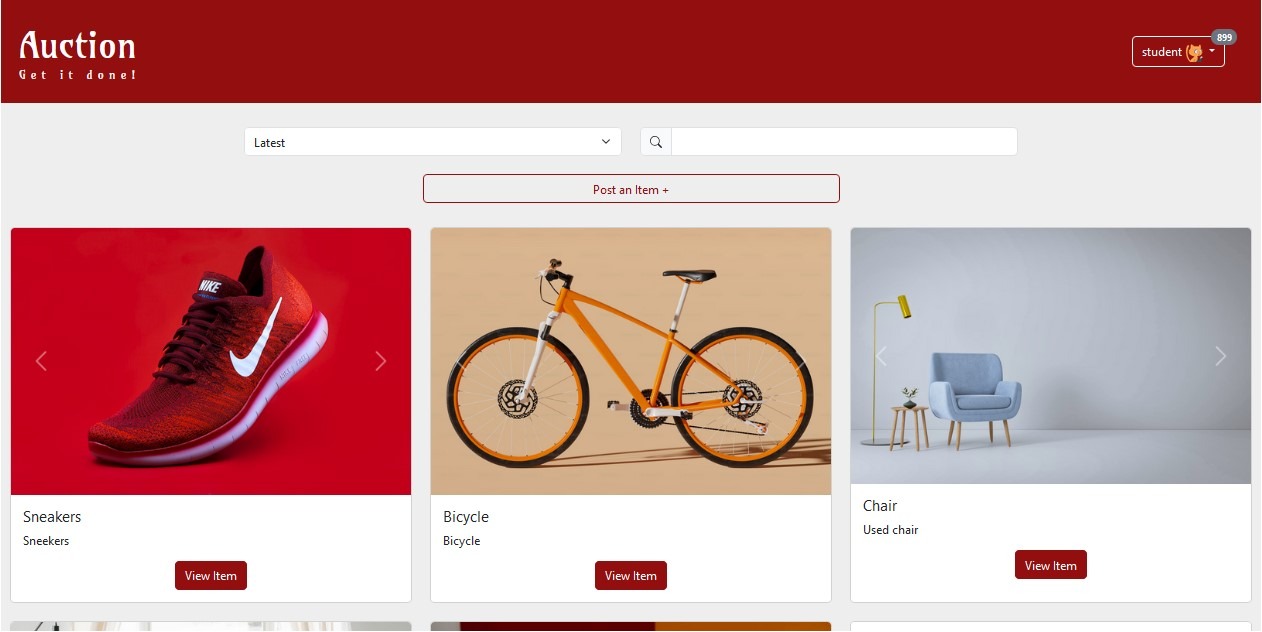 Auction
Get it done!
student
899
Latest
Post an Item +
NIKE
Sneakers
Sneekers
View Item
Bicycle
Bicycle
View Item
Chair
Used chair
View Item